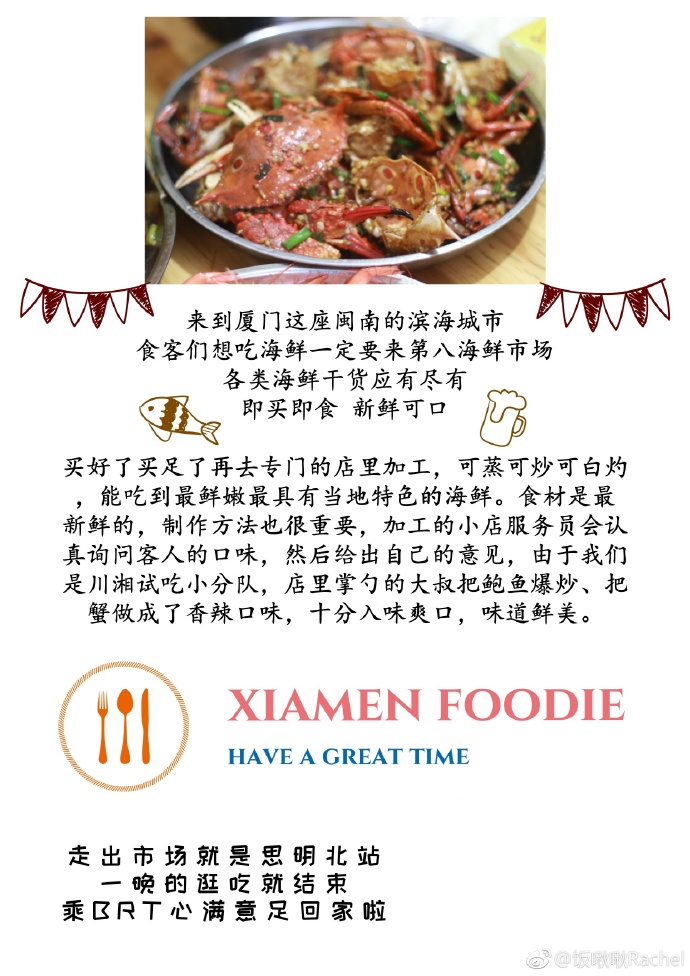 来到厦门这座闽南的滨海城市
食客们想吃海鲜一定要来第八海鲜市场
各类海鲜干货应有尽有
即买即食 新鲜可口
买好了买足了再去专门的店里加工，可蒸可炒可白灼
，能吃到最鲜嫩最具有当地特色的海鲜。食材是最
新鲜的，制作方法也很重要，加工的小店服务员会认
真询问客人的口味，然后给出自己的意见，由于我们
是川湘试吃小分队，店里掌勺的大叔把鲍鱼爆炒、把
蟹做成了香辣口味，十分入味爽口，味道鲜美。
XIAMEN FOODIE
HAVE A GREAT TIME
走出市场就是思明北站
一晚的逛吃就结束
乘BRT心满意足回家啦
@饭啾啾Rachel